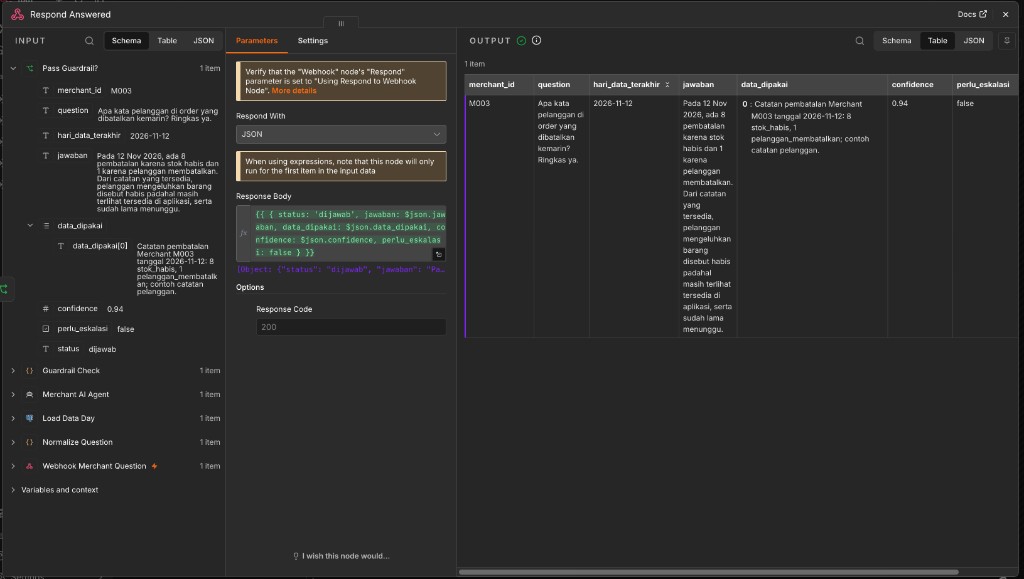 Respond Answered
Docs
INPUT
Schema
Table
JSON
Pass Guardrail?
1 item
merchant_id
M003
question
Apa kata pelanggan di order yang
dibatalkan kemarin? Ringkas ya.
hari_data_terakhir
2026-11-12
jawaban
Pada 12 Nov 2026, ada 8
pembatalan karena stok habis dan
1 karena pelanggan membatalkan.
Dari catatan yang tersedia,
pelanggan mengeluhkan barang
disebut habis padahal masih
terlihat tersedia di aplikasi, serta
sudah lama menunggu.
data_dipakai
data_dipakai[0]
Catatan pembatalan
Merchant M003
tanggal 2026-11-12: 8
stok_habis, 1
pelanggan_membatalk
an; contoh catatan
pelanggan.
confidence
0.94
perlu_eskalasi
false
status
dijawab
Guardrail Check
1 item
Merchant AI Agent
1 item
Load Data Day
1 item
Normalize Question
1 item
Webhook Merchant Question
1 item
Variables and context
Parameters
Settings
Verify that the "Webhook" node's "Respond"
parameter is set to "Using Respond to Webhook
Node". More details
Respond With
JSON
When using expressions, note that this node will only
run for the first item in the input data
Response Body
fx
{{ { status: 'dijawab', jawaban: $json.jaw
aban, data_dipakai: $json.data_dipakai, co
nfidence: $json.confidence, perlu_eskalas
i: false } }}
[Object: {"status": "dijawab", "jawaban": "Pa...
Options
Response Code
200
I wish this node would...
OUTPUT
Schema
Table
JSON
1 item
merchant_id
question
hari_data_terakhir
jawaban
data_dipakai
confidence
perlu_eskalasi
M003
Apa kata
pelanggan di
order yang
dibatalkan
kemarin?
Ringkas ya.
2026-11-12
Pada 12 Nov
2026, ada 8
pembatalan
karena stok
habis dan 1
karena
pelanggan
membatalkan.
Dari catatan
yang
tersedia,
pelanggan
mengeluhkan
barang
disebut habis
padahal
masih terlihat
tersedia di
aplikasi, serta
sudah lama
menunggu.
0 : Catatan pembatalan Merchant
M003 tanggal 2026-11-12: 8
stok_habis, 1
pelanggan_membatalkan; contoh
catatan pelanggan.
0.94
false